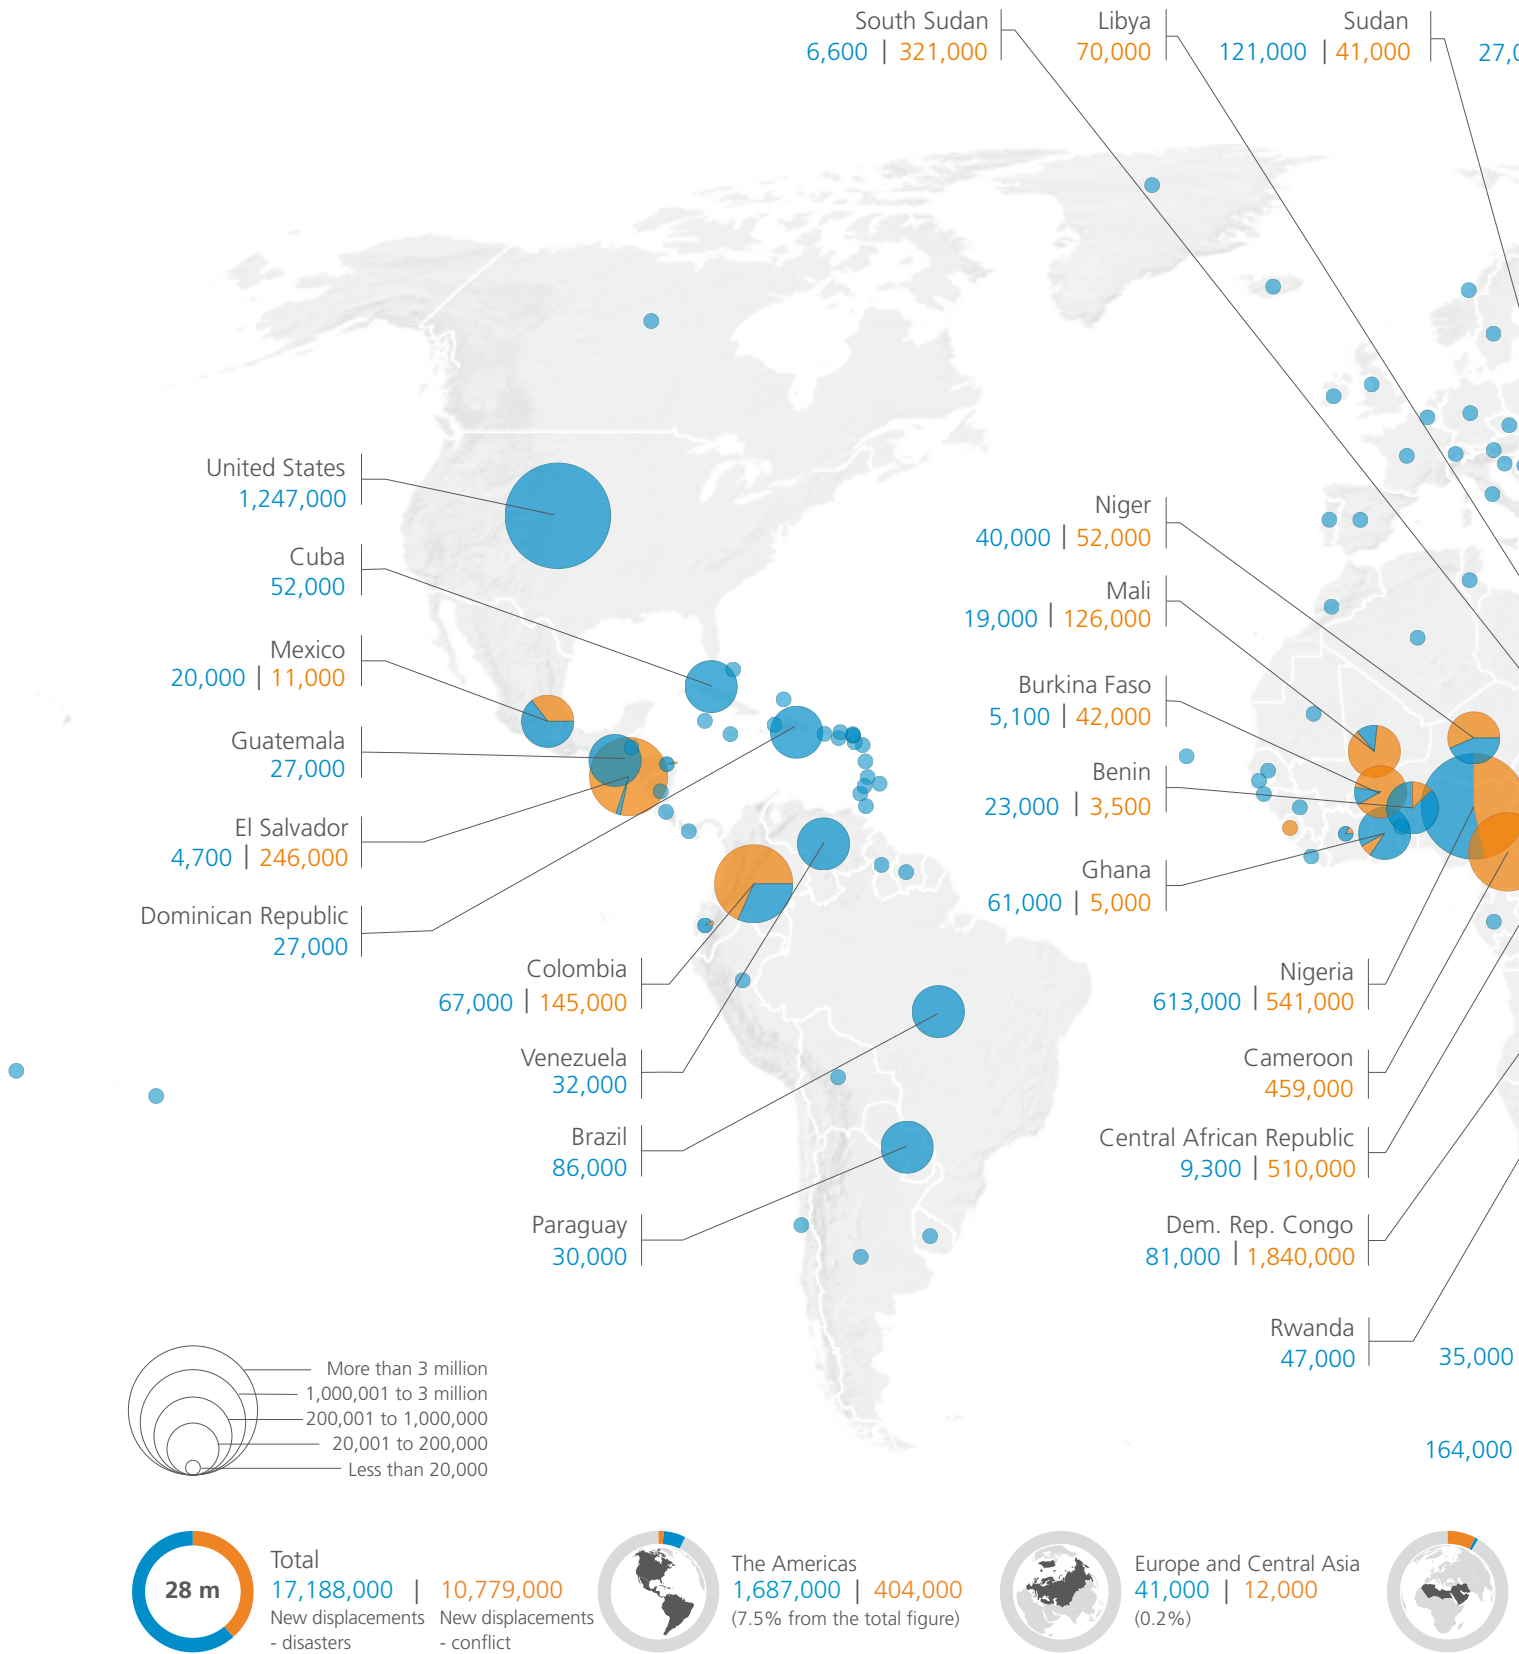 South Sudan
6,600 | 321,000
Libya
70,000
Sudan
121,000 | 41,000
United States
1,247,000
Cuba
52,000
Mexico
20,000 | 11,000
Guatemala
27,000
El Salvador
4,700 | 246,000
Dominican Republic
27,000
Colombia
67,000 | 145,000
Venezuela
32,000
Brazil
86,000
Paraguay
30,000
Niger
40,000 | 52,000
Mali
19,000 | 126,000
Burkina Faso
5,100 | 42,000
Benin
23,000 | 3,500
Ghana
61,000 | 5,000
Nigeria
613,000 | 541,000
Cameroon
459,000
Central African Republic
9,300 | 510,000
Dem. Rep. Congo
81,000 | 1,840,000
Rwanda
47,000
35,000
164,000
More than 3 million
1,000,001 to 3 million
200,001 to 1,000,000
20,001 to 200,000
Less than 20,000
28 m
Total
17,188,000 | 10,779,000
New displacements New displacements
- disasters - conflict
The Americas
1,687,000 | 404,000
(7.5% from the total figure)
Europe and Central Asia
41,000 | 12,000
(0.2%)